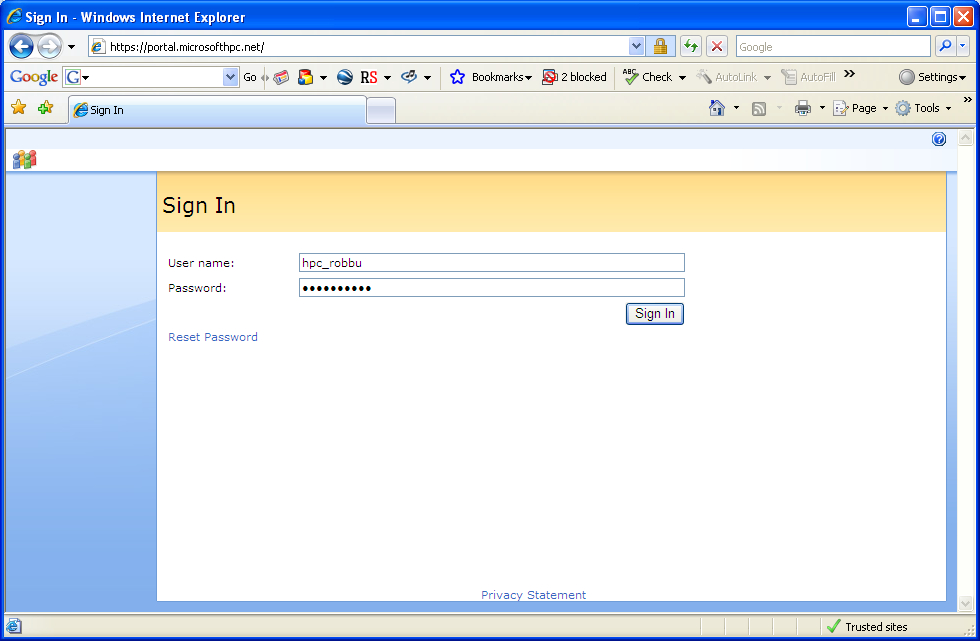 Sign In - Windows Internet Explorer
https://portal.microsofthpc.net/
Google
Google G Go RS Bookmarks 2 blocked ABC Check AutoLink AutoFill » Settings
Sign In Page Tools »
Sign In
User name: hpc_robbu
Password: ••••••••••
Sign In
Reset Password
Privacy Statement
Trusted sites